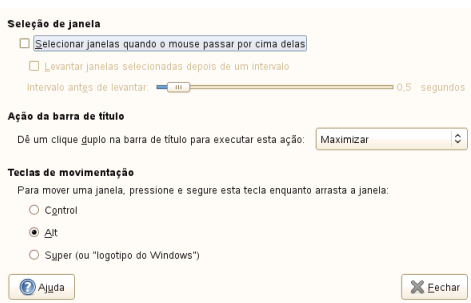 Seleção de janela
Selecionar janelas quando o mouse passar por cima delas
Levantar janelas selecionadas depois de um intervalo
Intervalo antes de levantar: 0,5 segundos
Ação da barra de título
Dê um clique duplo na barra de título para executar esta ação: Maximizar
Teclas de movimentação
Para mover uma janela, pressione e segure esta tecla enquanto arrasta a janela:
Control
Alt
Super (ou "logotipo do Windows")
Ajuda Fechar